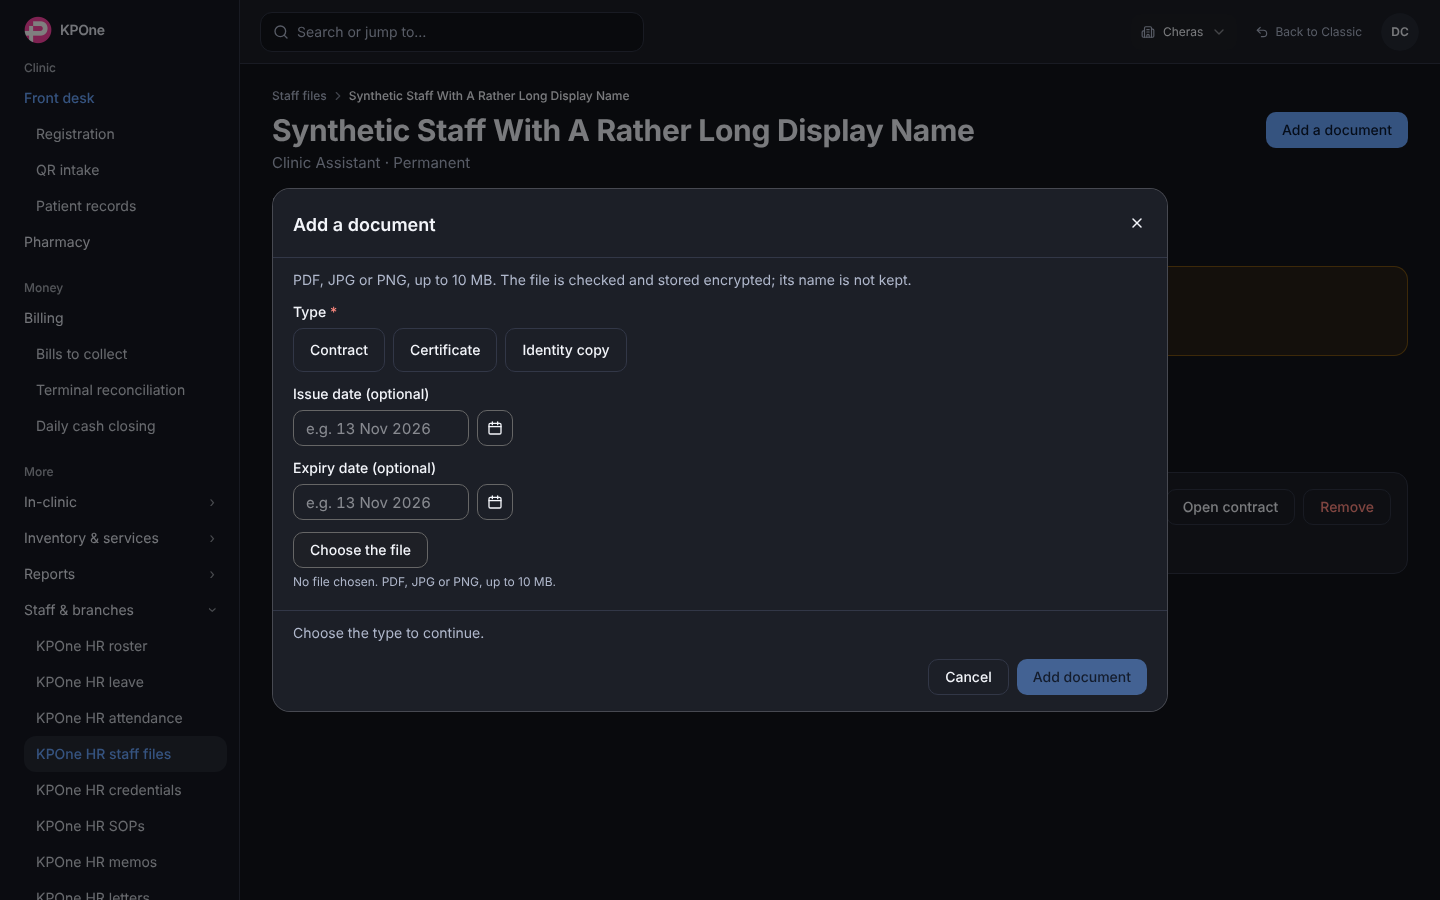 KPOne
Search or jump to...
Cheras
Back to Classic
DC
Clinic
Front desk
Registration
QR intake
Patient records
Pharmacy
Money
Billing
Bills to collect
Terminal reconciliation
Daily cash closing
More
In-clinic
Inventory & services
Reports
Staff & branches
KPOne HR roster
KPOne HR leave
KPOne HR attendance
KPOne HR staff files
KPOne HR credentials
KPOne HR SOPs
KPOne HR memos
KPOne HR letters
Staff files > Synthetic Staff With A Rather Long Display Name
Synthetic Staff With A Rather Long Display Name
Add a document
Clinic Assistant · Permanent
Add a document
PDF, JPG or PNG, up to 10 MB. The file is checked and stored encrypted; its name is not kept.
Type *
Contract Certificate Identity copy
Issue date (optional)
e.g. 13 Nov 2026
Expiry date (optional)
e.g. 13 Nov 2026
Choose the file
No file chosen. PDF, JPG or PNG, up to 10 MB.
Choose the type to continue.
Cancel Add document
Open contract Remove